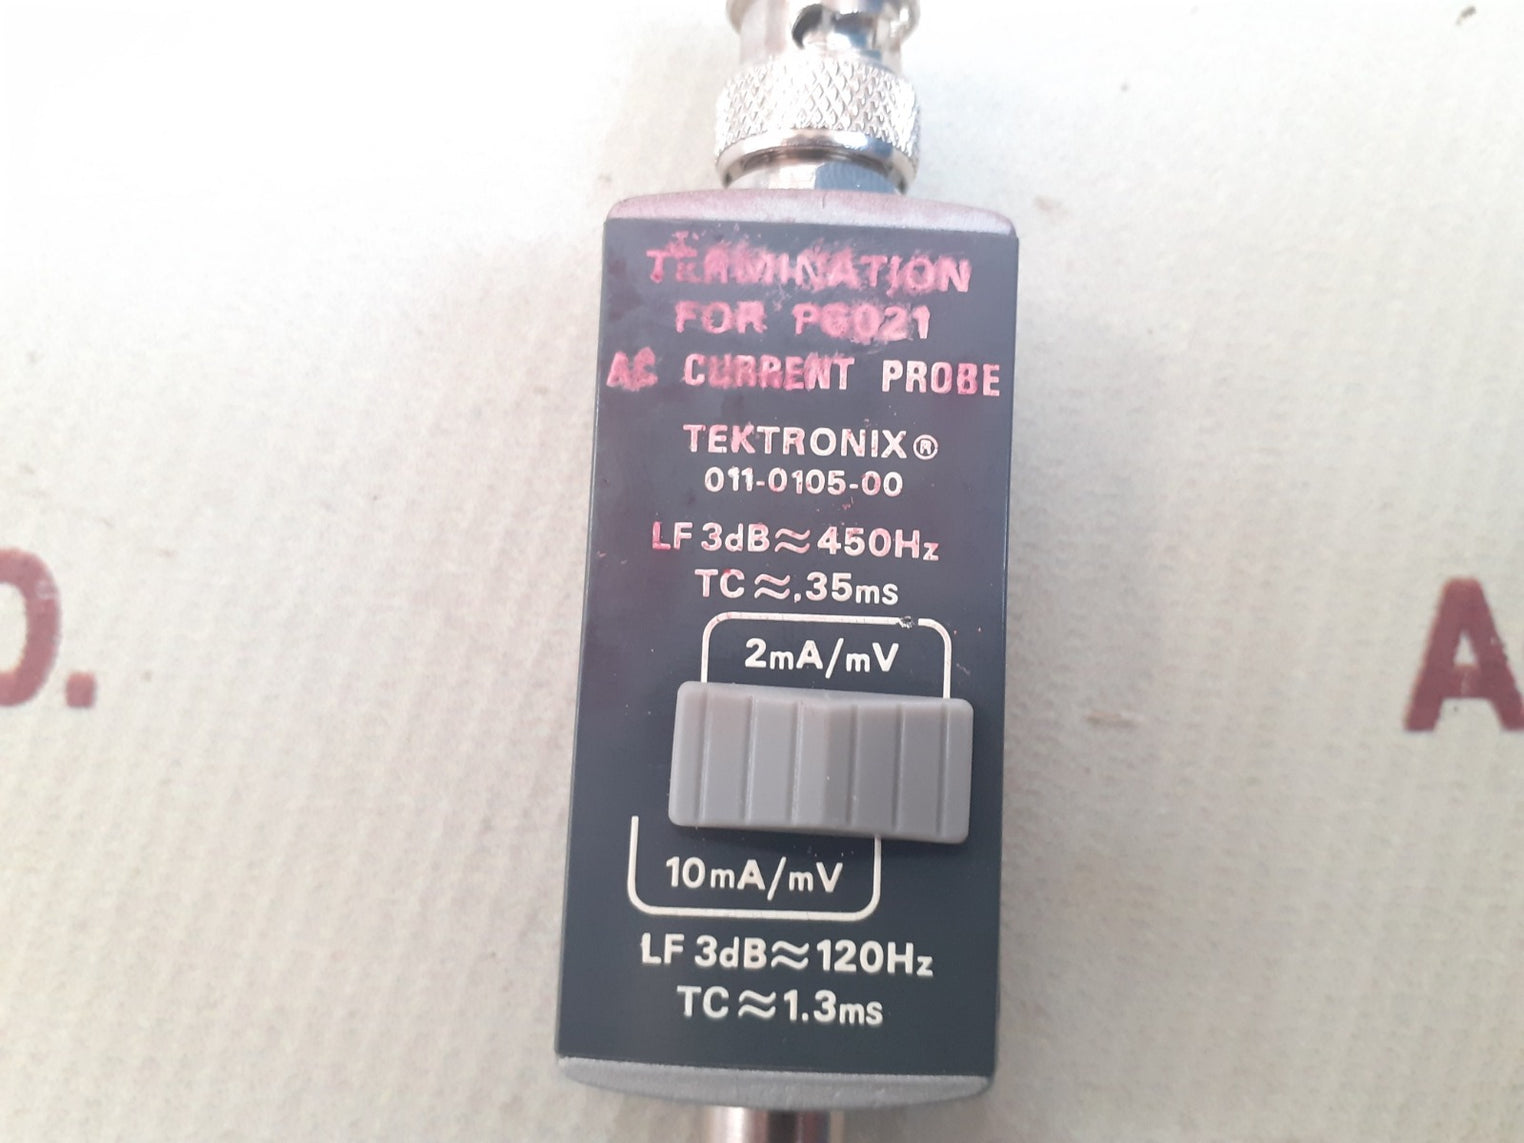 TERMINATION
FOR P6021
AC CURRENT PROBE
TEKTRONIX®
011-0105-00
LF 3dB≈450Hz
TC≈.35ms
2mA/mV
10mA/mV
LF 3dB≈120Hz
TC≈1.3ms